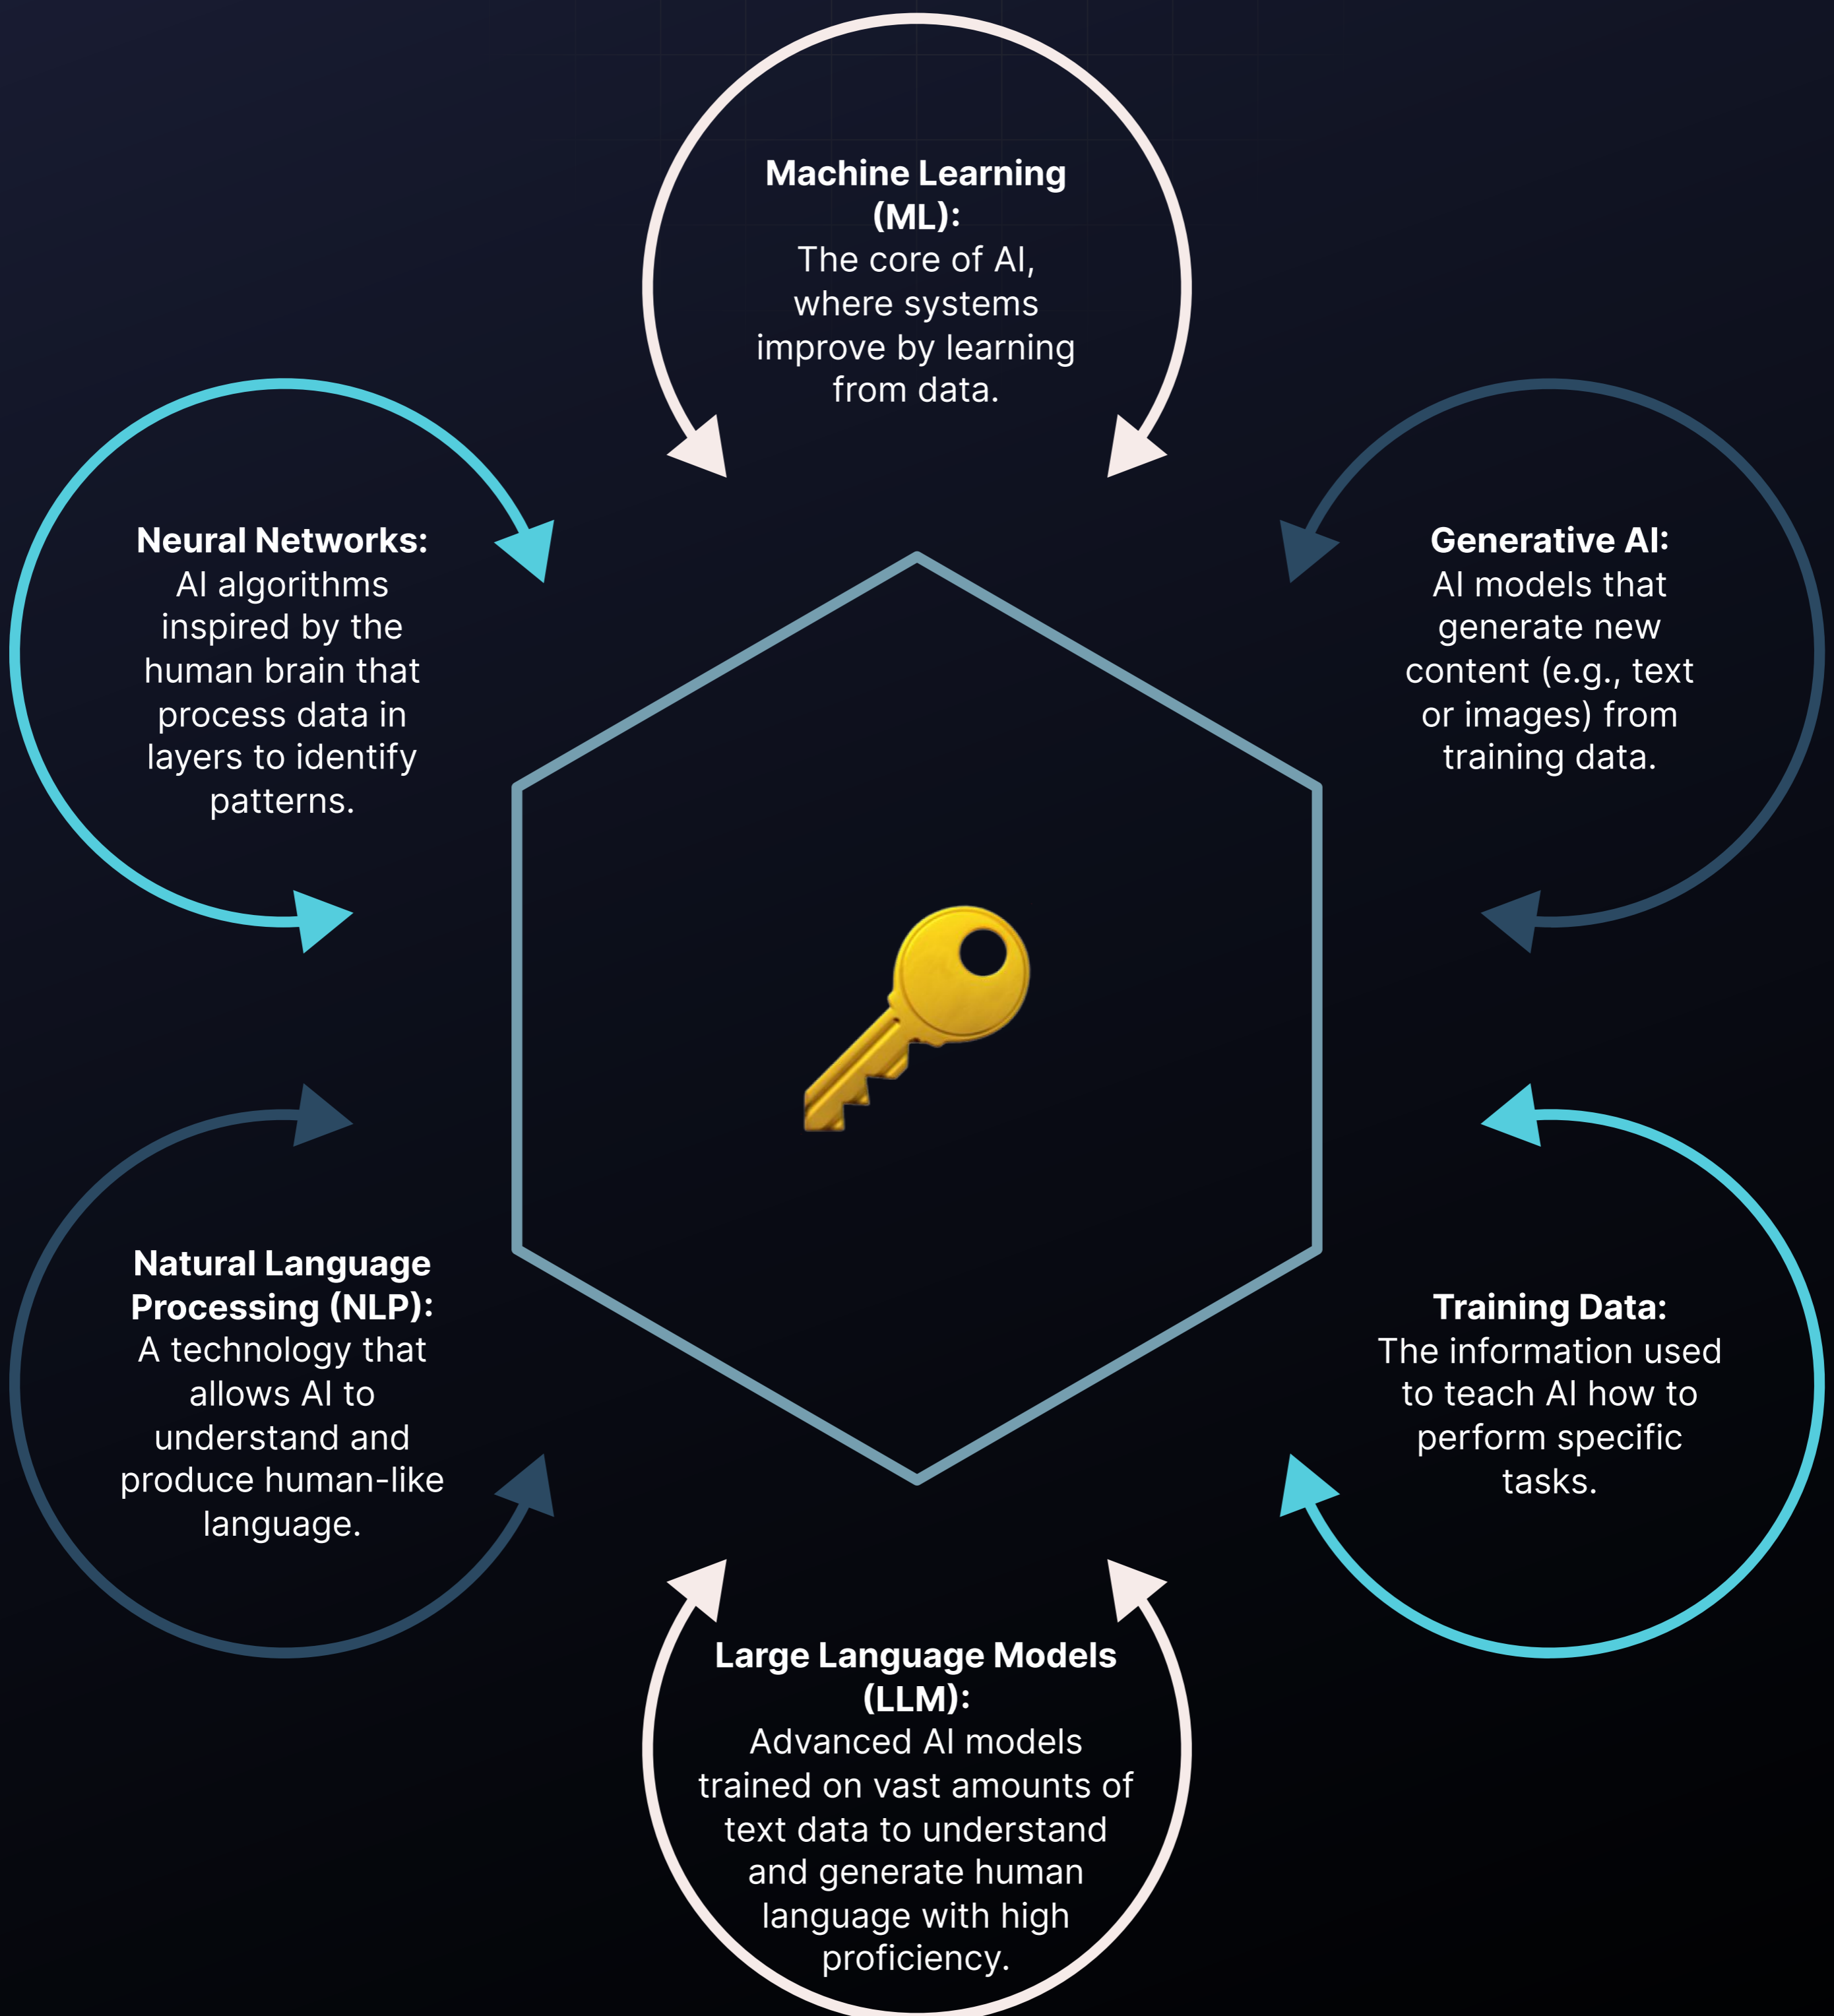 Machine Learning
(ML):
The core of AI,
where systems
improve by learning
from data.
Neural Networks:
AI algorithms
inspired by the
human brain that
process data in
layers to identify
patterns.
Generative AI:
AI models that
generate new
content (e.g., text
or images) from
training data.
Natural Language
Processing (NLP):
A technology that
allows AI to
understand and
produce human-like
language.
Training Data:
The information used
to teach AI how to
perform specific
tasks.
Large Language Models
(LLM):
Advanced AI models
trained on vast amounts of
text data to understand
and generate human
language with high
proficiency.